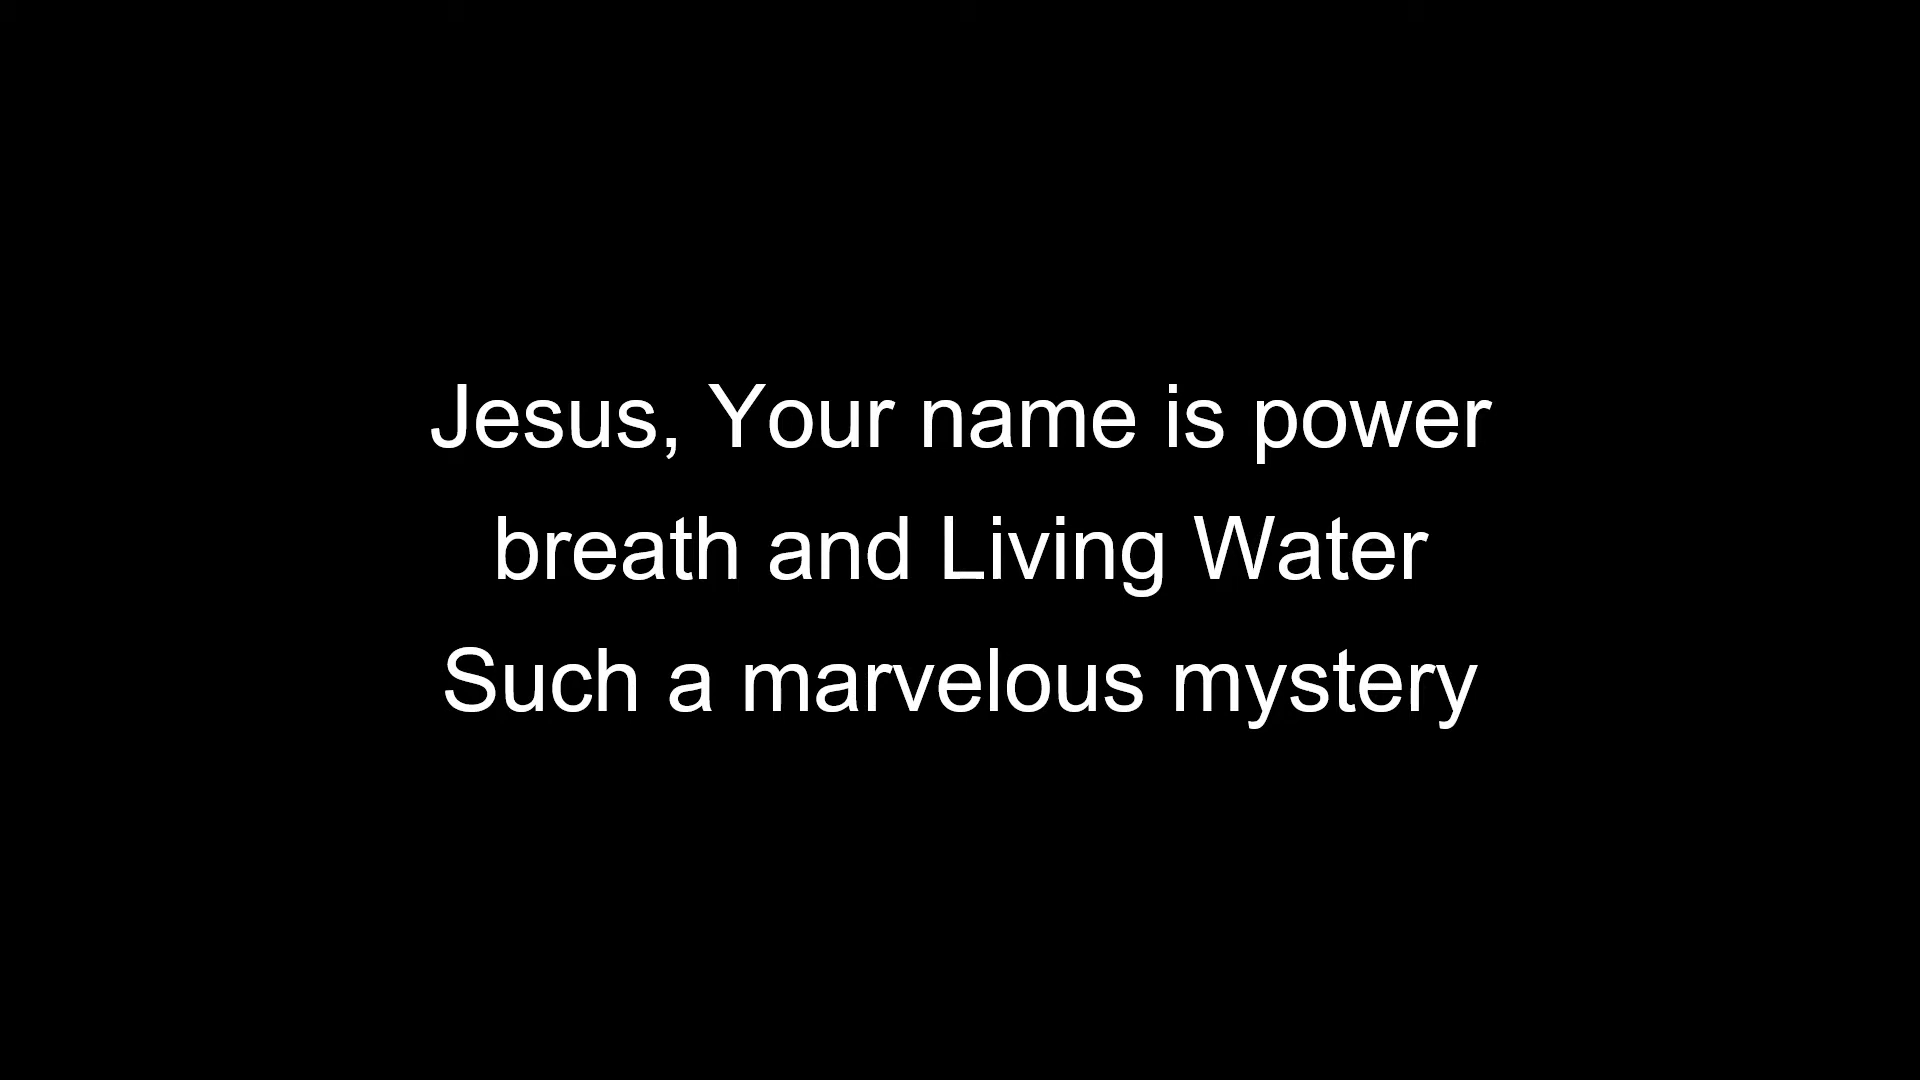 Jesus, Your name is power
breath and Living Water
Such a marvelous mystery